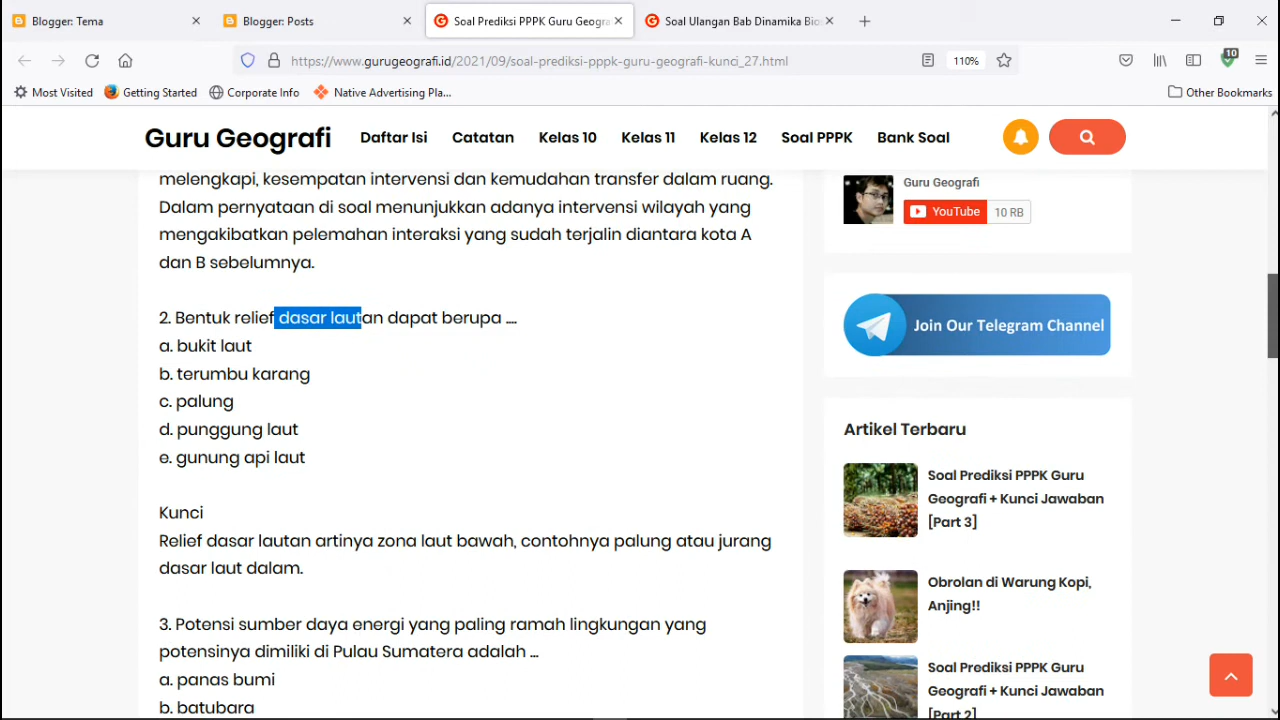 Blogger: Tema
Blogger: Posts
Soal Prediksi PPPK Guru Geogra
Soal Ulangan Bab Dinamika Bio
https://www.gurugeografi.id/2021/09/soal-prediksi-pppk-guru-geografi-kunci_27.html
110%
10
Most Visited
Getting Started
Corporate Info
Native Advertising Pla...
Other Bookmarks
Guru Geografi
Daftar Isi
Catatan
Kelas 10
Kelas 11
Kelas 12
Soal PPPK
Bank Soal
melengkapi, kesempatan intervensi dan kemudahan transfer dalam ruang.
Dalam pernyataan di soal menunjukkan adanya intervensi wilayah yang
mengakibatkan pelemahan interaksi yang sudah terjalin diantara kota A
dan B sebelumnya.
2. Bentuk relief dasar lautan dapat berupa ....
a. bukit laut
b. terumbu karang
c. palung
d. punggung laut
e. gunung api laut
Kunci
Relief dasar lautan artinya zona laut bawah, contohnya palung atau jurang
dasar laut dalam.
3. Potensi sumber daya energi yang paling ramah lingkungan yang
potensinya dimiliki di Pulau Sumatera adalah ...
a. panas bumi
b. batubara
Guru Geografi
YouTube
10 RB
Join Our Telegram Channel
Artikel Terbaru
Soal Prediksi PPPK Guru
Geografi + Kunci Jawaban
[Part 3]
Obrolan di Warung Kopi,
Anjing!!
Soal Prediksi PPPK Guru
Geografi + Kunci Jawaban
[Part 2]